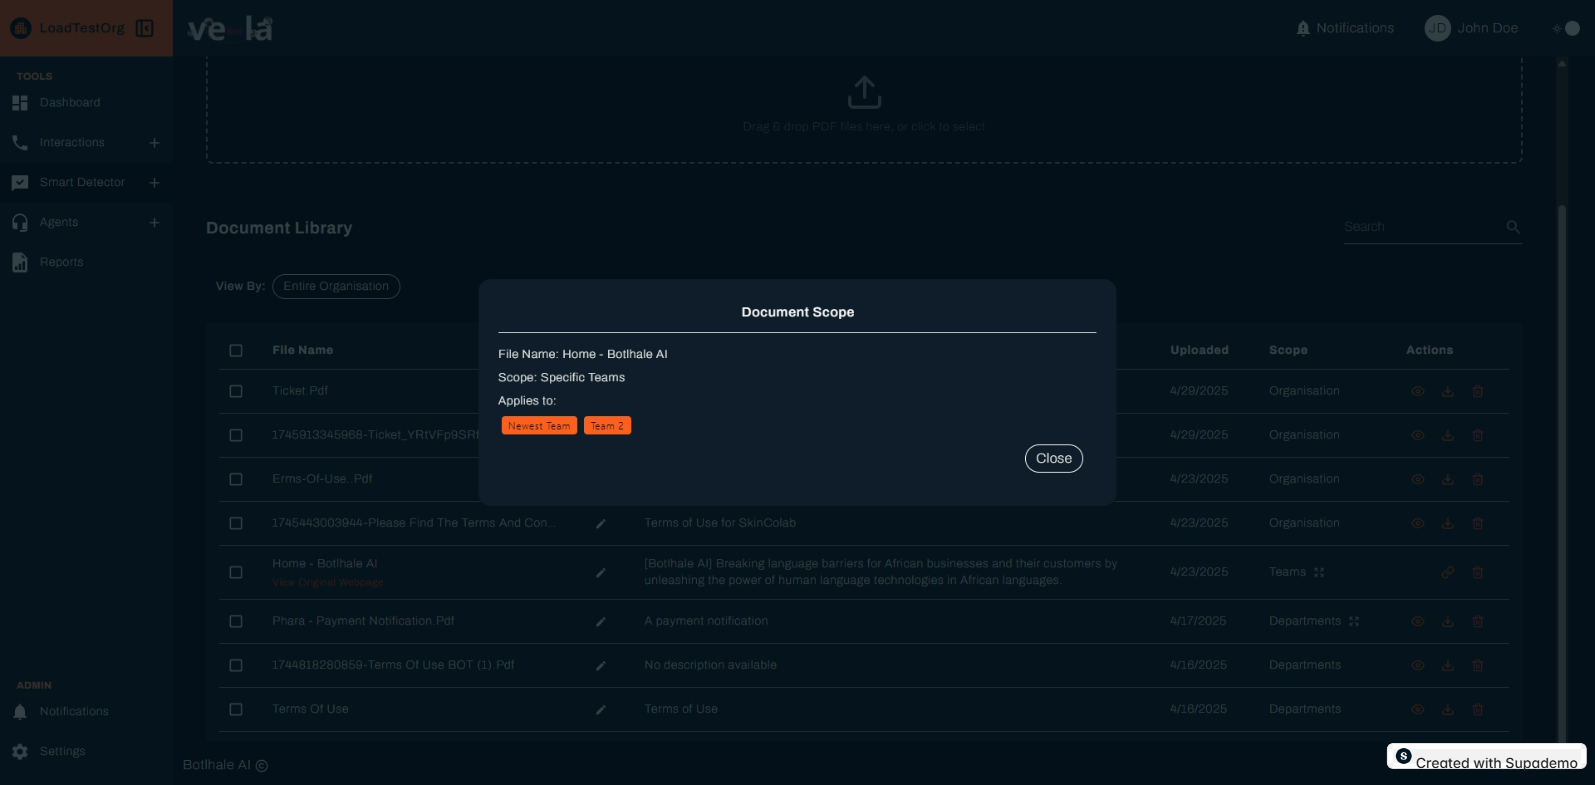 LoadTestOrg
vela
Notifications
JD John Doe
TOOLS
Dashboard
Interactions
Smart Detector
Agents
Reports
ADMIN
Notifications
Settings
Drag & drop PDF files here, or click to select
Document Library
Search
View By: Entire Organisation
Document Scope
File Name: Home - Botlhale AI
Scope: Specific Teams
Applies to:
Newest Team Team 2
Close
File Name Uploaded Scope Actions
Ticket.Pdf 4/29/2025 Organisation
1745913345968-Ticket_YRtVFp9SRf 4/29/2025 Organisation
Erms-Of-Use..Pdf 4/23/2025 Organisation
1745443003944-Please Find The Terms And Con... Terms of Use for SkinColab 4/23/2025 Organisation
Home - Botlhale AI [Botlhale AI] Breaking language barriers for African businesses and their customers by 4/23/2025 Teams
View Original Webpage unleashing the power of human language technologies in African languages.
Phara - Payment Notification.Pdf A payment notification 4/17/2025 Departments
1744818280859-Terms Of Use BOT (1).Pdf No description available 4/16/2025 Departments
Terms Of Use Terms of Use 4/16/2025 Departments
Botlhale AI ©
S Created with Supademo